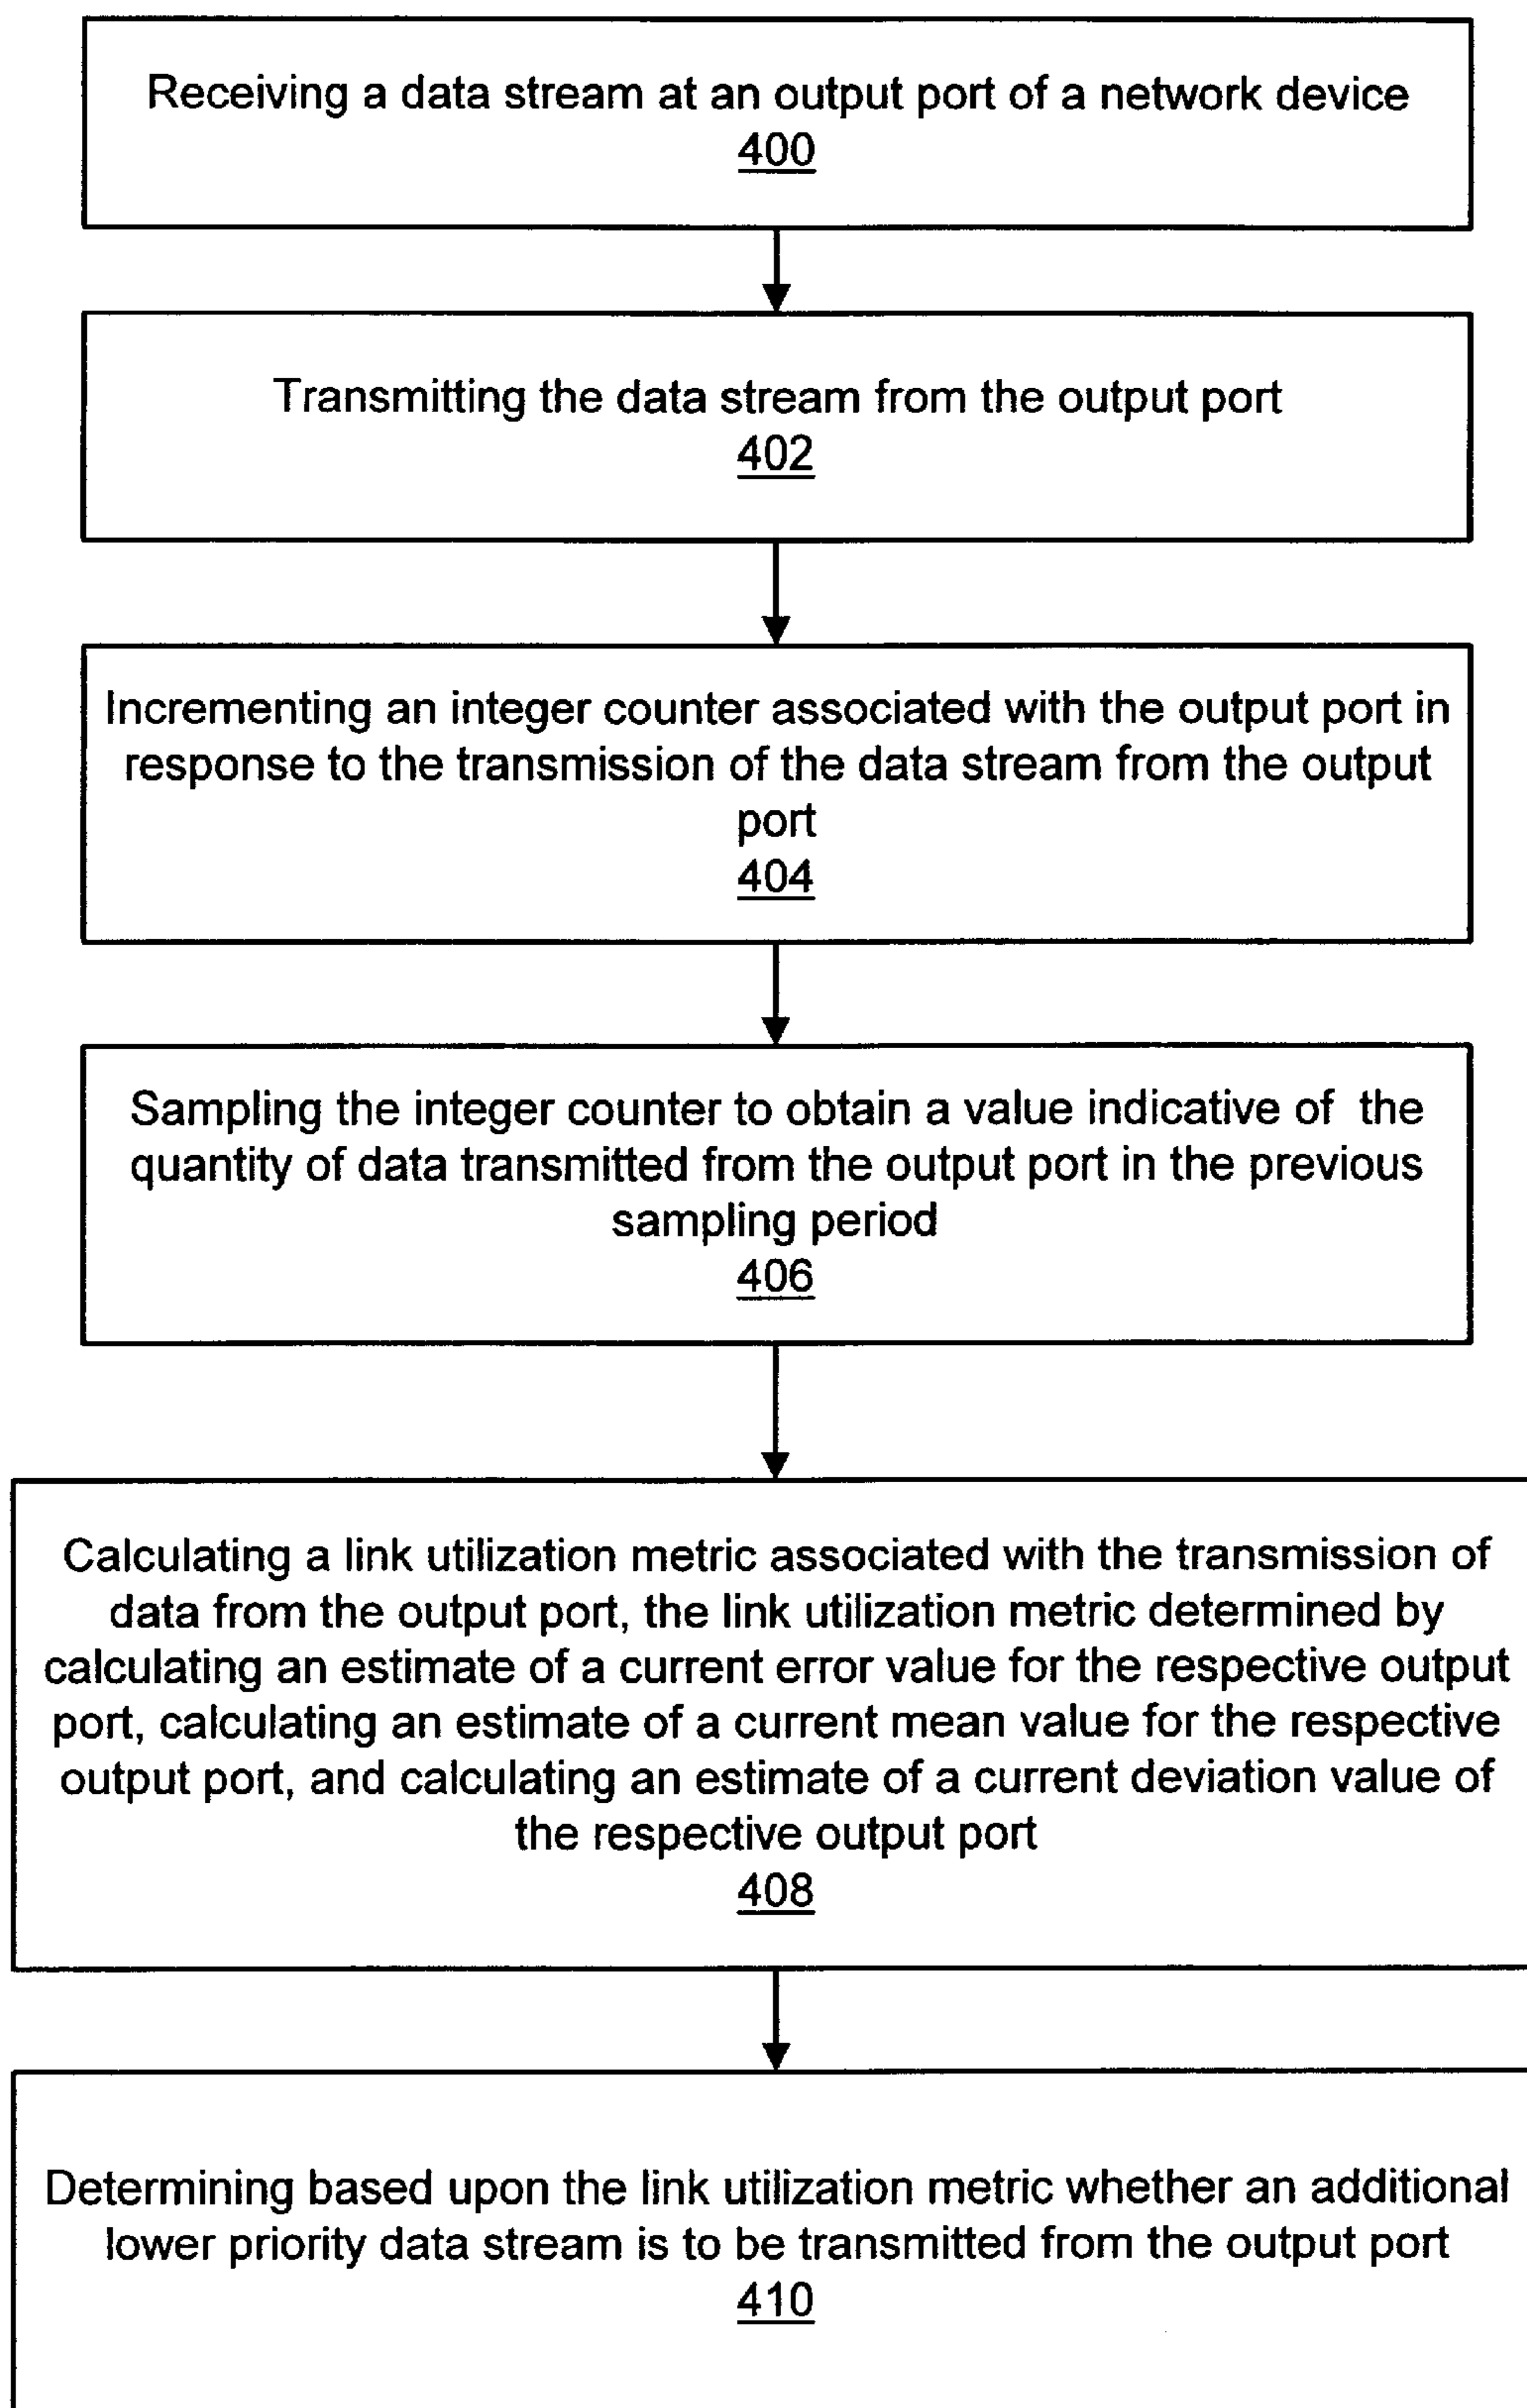 Receiving a data stream at an output port of a network device
400
Transmitting the data stream from the output port
402
Incrementing an integer counter associated with the output port in
response to the transmission of the data stream from the output
port
404
Sampling the integer counter to obtain a value indicative of the
quantity of data transmitted from the output port in the previous
sampling period
406
Calculating a link utilization metric associated with the transmission of
data from the output port, the link utilization metric determined by
calculating an estimate of a current error value for the respective output
port, calculating an estimate of a current mean value for the respective
output port, and calculating an estimate of a current deviation value of
the respective output port
408
Determining based upon the link utilization metric whether an additional
lower priority data stream is to be transmitted from the output port
410